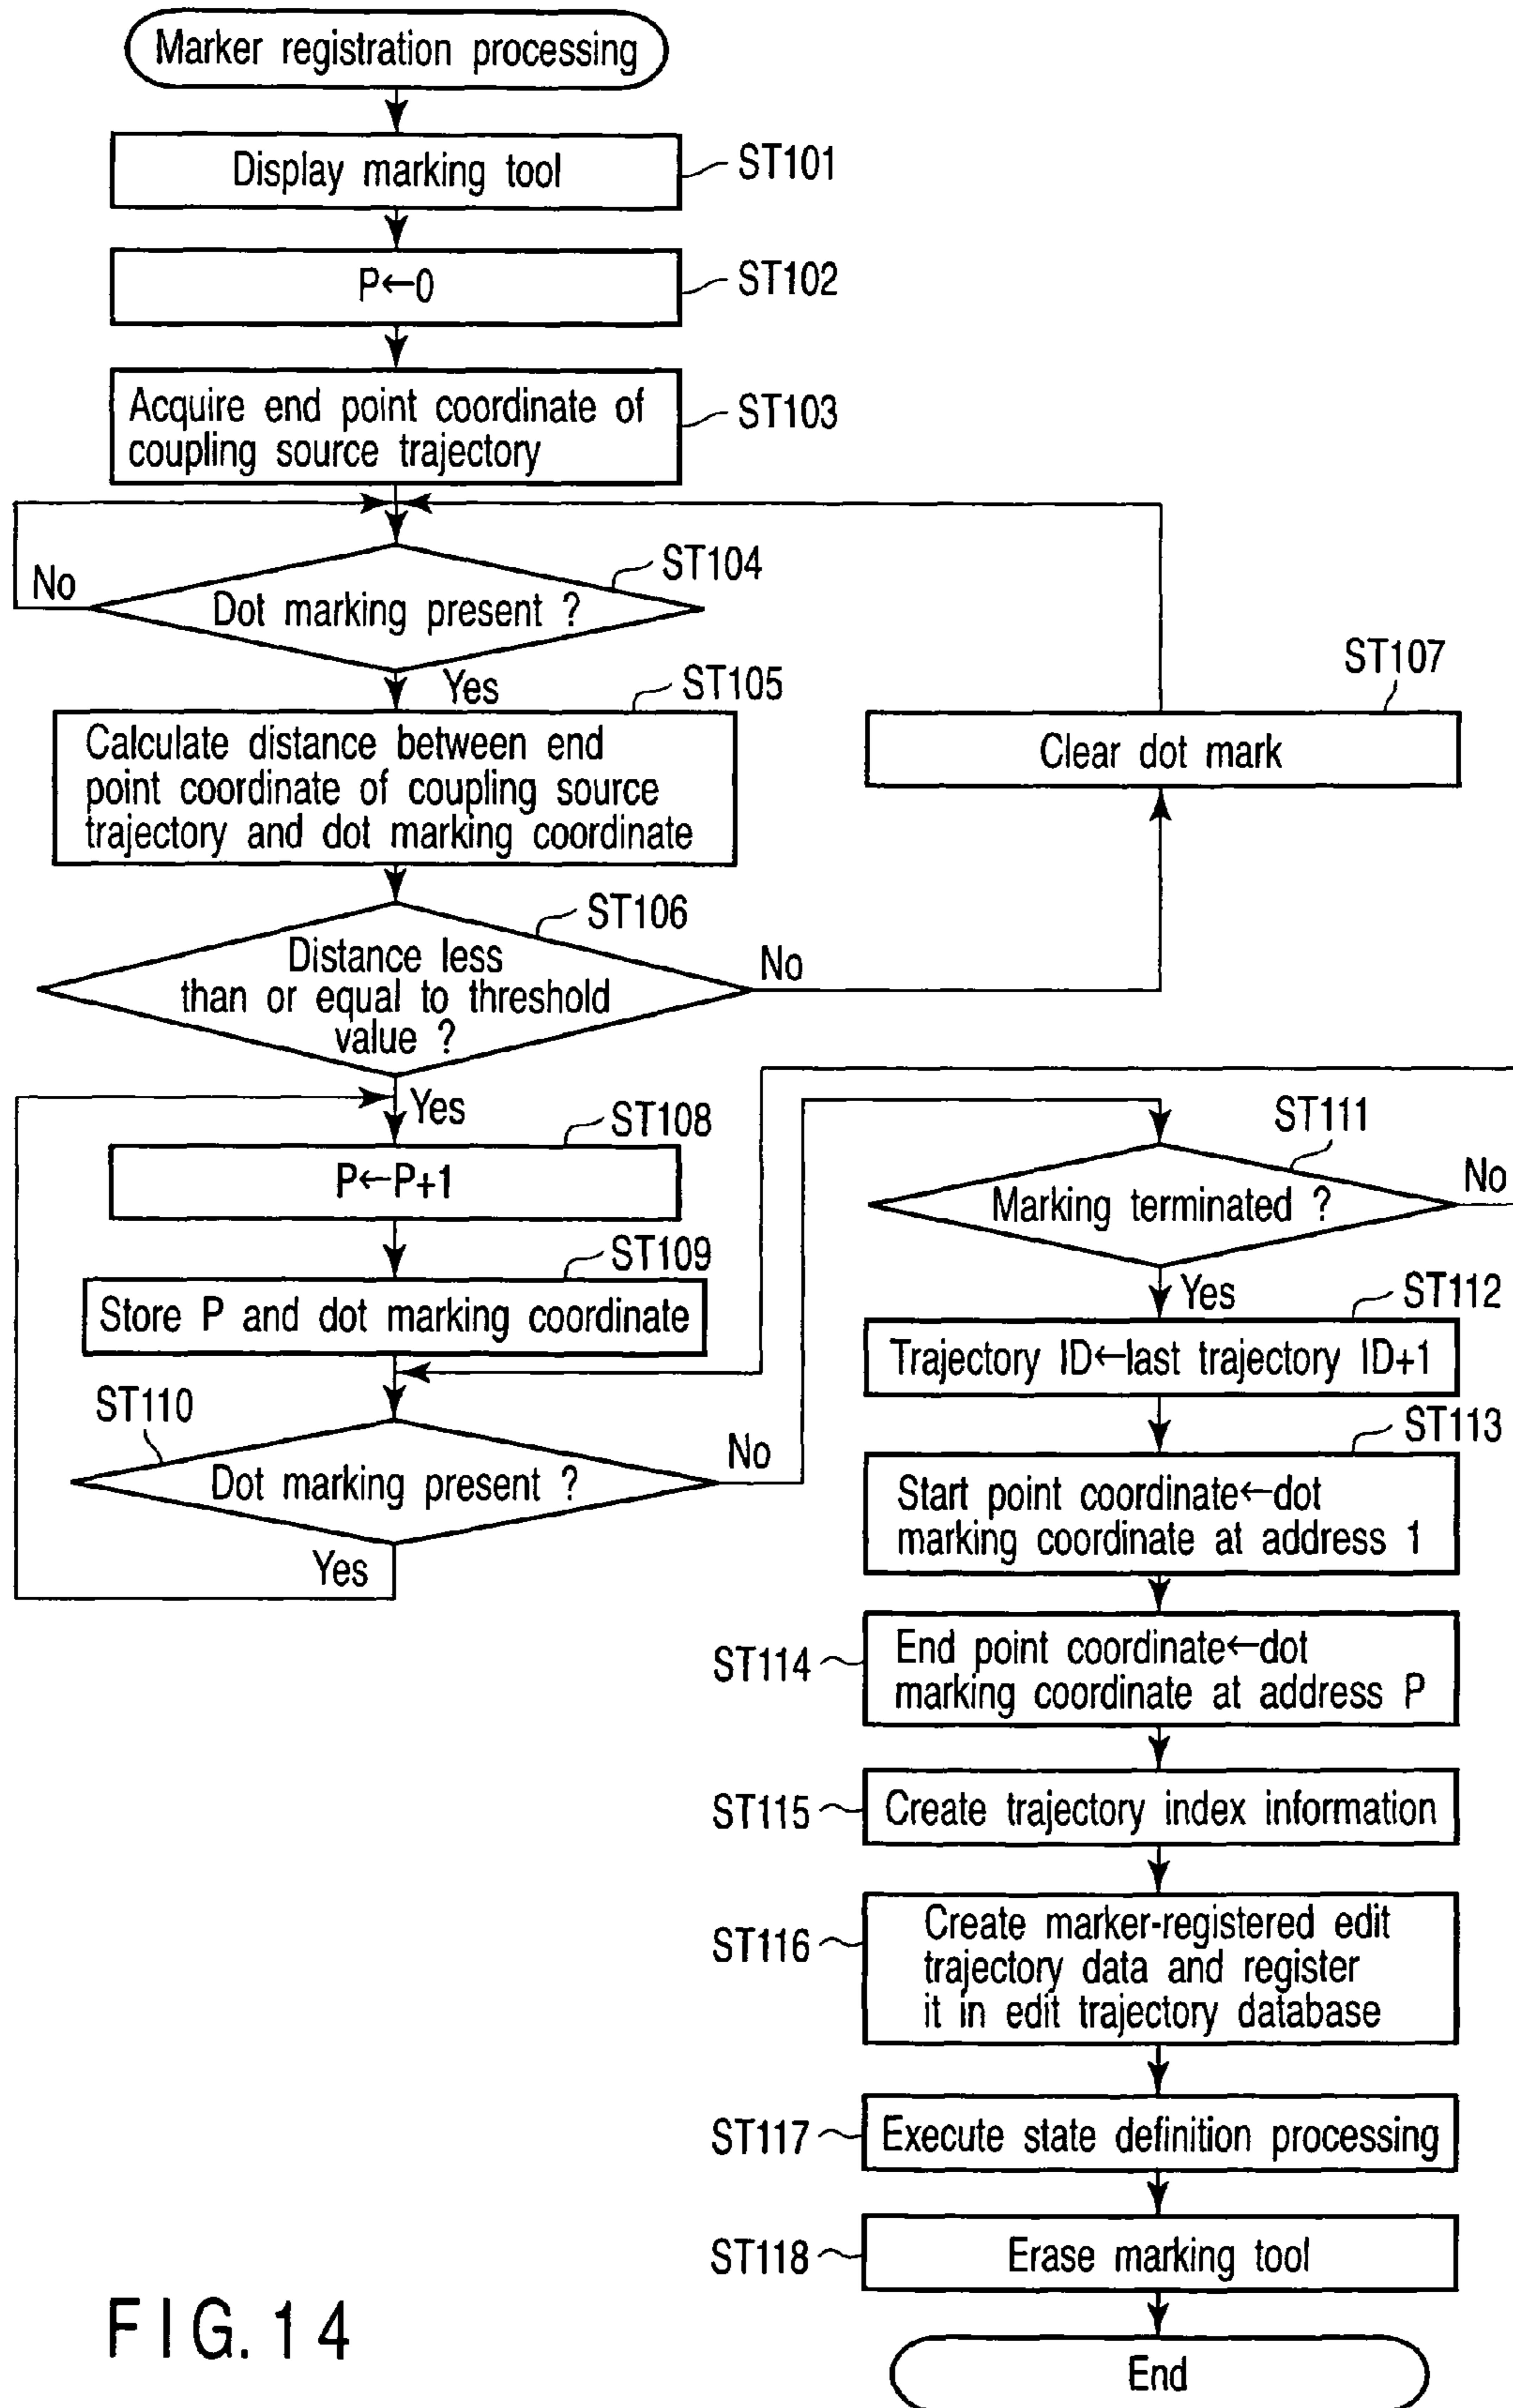 Marker registration processing
Display marking tool
ST101
P←0
ST102
Acquire end point coordinate of
coupling source trajectory
ST103
ST104
No
Dot marking present ?
Yes
ST105
Calculate distance between end
point coordinate of coupling source
trajectory and dot marking coordinate
ST107
Clear dot mark
ST106
Distance less
than or equal to threshold
value ?
No
Yes
ST108
P←P+1
ST109
Store P and dot marking coordinate
ST110
Dot marking present ?
No
Yes
ST111
Marking terminated ?
No
Yes
ST112
Trajectory ID←last trajectory ID+1
ST113
Start point coordinate←dot
marking coordinate at address 1
ST114
End point coordinate←dot
marking coordinate at address P
ST115
Create trajectory index information
ST116
Create marker-registered edit
trajectory data and register
it in edit trajectory database
ST117
Execute state definition processing
ST118
Erase marking tool
End
FIG. 14